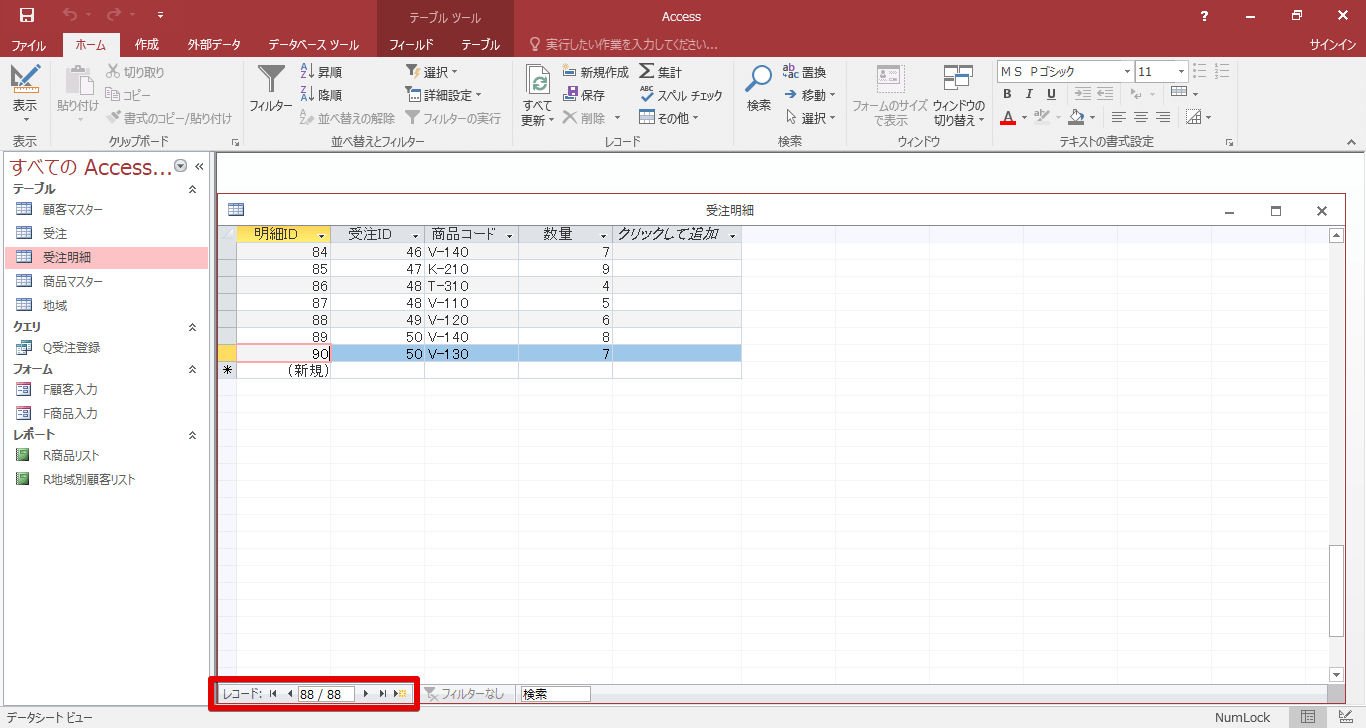 テーブル ツール
Access
?
ファイル ホーム 作成 外部データ データベース ツール フィールド テーブル 実行したい作業を入力してください... サインイン
表示
表示
貼り付け
切り取り
コピー
書式のコピー/貼り付け
クリップボード
フィルター
昇順
降順
並べ替えの解除
選択
詳細設定
フィルターの実行
並べ替えとフィルター
すべて
更新
新規作成
保存
削除
集計
スペル チェック
その他
レコード
検索
置換
移動
選択
検索
フォームのサイズ
で表示
ウィンドウの
切り替え
ウィンドウ
ＭＳ Ｐゴシック 11
B I U
A
テキストの書式設定
すべての Access...
テーブル
顧客マスター
受注
受注明細
商品マスター
地域
クエリ
Q受注登録
フォーム
F顧客入力
F商品入力
レポート
R商品リスト
R地域別顧客リスト
受注明細
明細ID 受注ID 商品コード 数量 クリックして追加
84 46 V-140 7
85 47 K-210 9
86 48 T-310 4
87 48 V-110 5
88 49 V-120 6
89 50 V-140 8
90 50 V-130 7
(新規)
レコード: 88 / 88 フィルターなし 検索
データシート ビュー NumLock